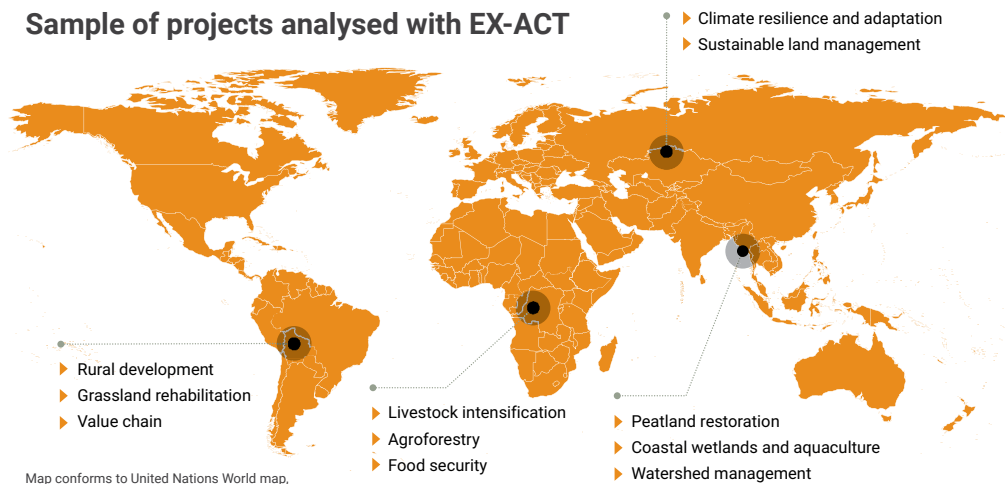 Sample of projects analysed with EX-ACT
Climate resilience and adaptation
Sustainable land management
Rural development
Grassland rehabilitation
Value chain
Livestock intensification
Agroforestry
Food security
Peatland restoration
Coastal wetlands and aquaculture
Watershed management
Map conforms to United Nations World map,